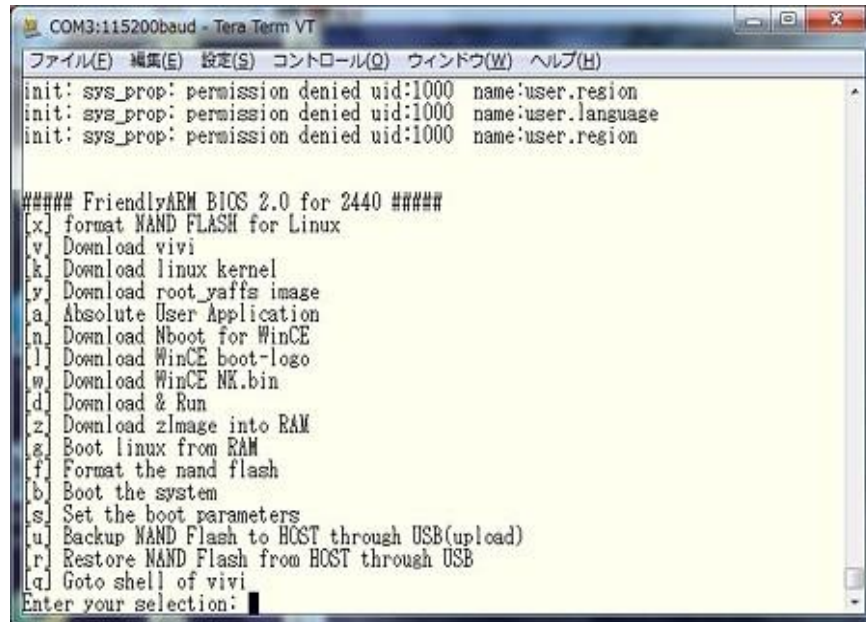 COM3:115200baud - Tera Term VT
ファイル(F) 編集(E) 設定(S) コントロール(O) ウィンドウ(W) ヘルプ(H)
init: sys_prop: permission denied uid:1000  name:user.region
init: sys_prop: permission denied uid:1000  name:user.language
init: sys_prop: permission denied uid:1000  name:user.region
##### FriendlyARM BIOS 2.0 for 2440 #####
[x] format NAND FLASH for Linux
[v] Download vivi
[k] Download linux kernel
[y] Download root_yaffs image
[a] Absolute User Application
[n] Download Nboot for WinCE
[l] Download WinCE boot-logo
[w] Download WinCE NK.bin
[d] Download & Run
[z] Download zImage into RAM
[g] Boot linux from RAM
[f] Format the nand flash
[b] Boot the system
[s] Set the boot parameters
[u] Backup NAND Flash to HOST through USB(upload)
[r] Restore NAND Flash from HOST through USB
[q] Goto shell of vivi
Enter your selection: